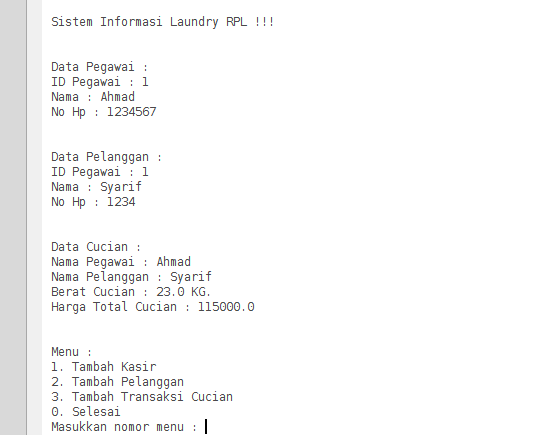 Sistem Informasi Laundry RPL !!!
Data Pegawai :
ID Pegawai : 1
Nama : Ahmad
No Hp : 1234567
Data Pelanggan :
ID Pegawai : 1
Nama : Syarif
No Hp : 1234
Data Cucian :
Nama Pegawai : Ahmad
Nama Pelanggan : Syarif
Berat Cucian : 23.0 KG.
Harga Total Cucian : 115000.0
Menu :
1. Tambah Kasir
2. Tambah Pelanggan
3. Tambah Transaksi Cucian
0. Selesai
Masukkan nomor menu :